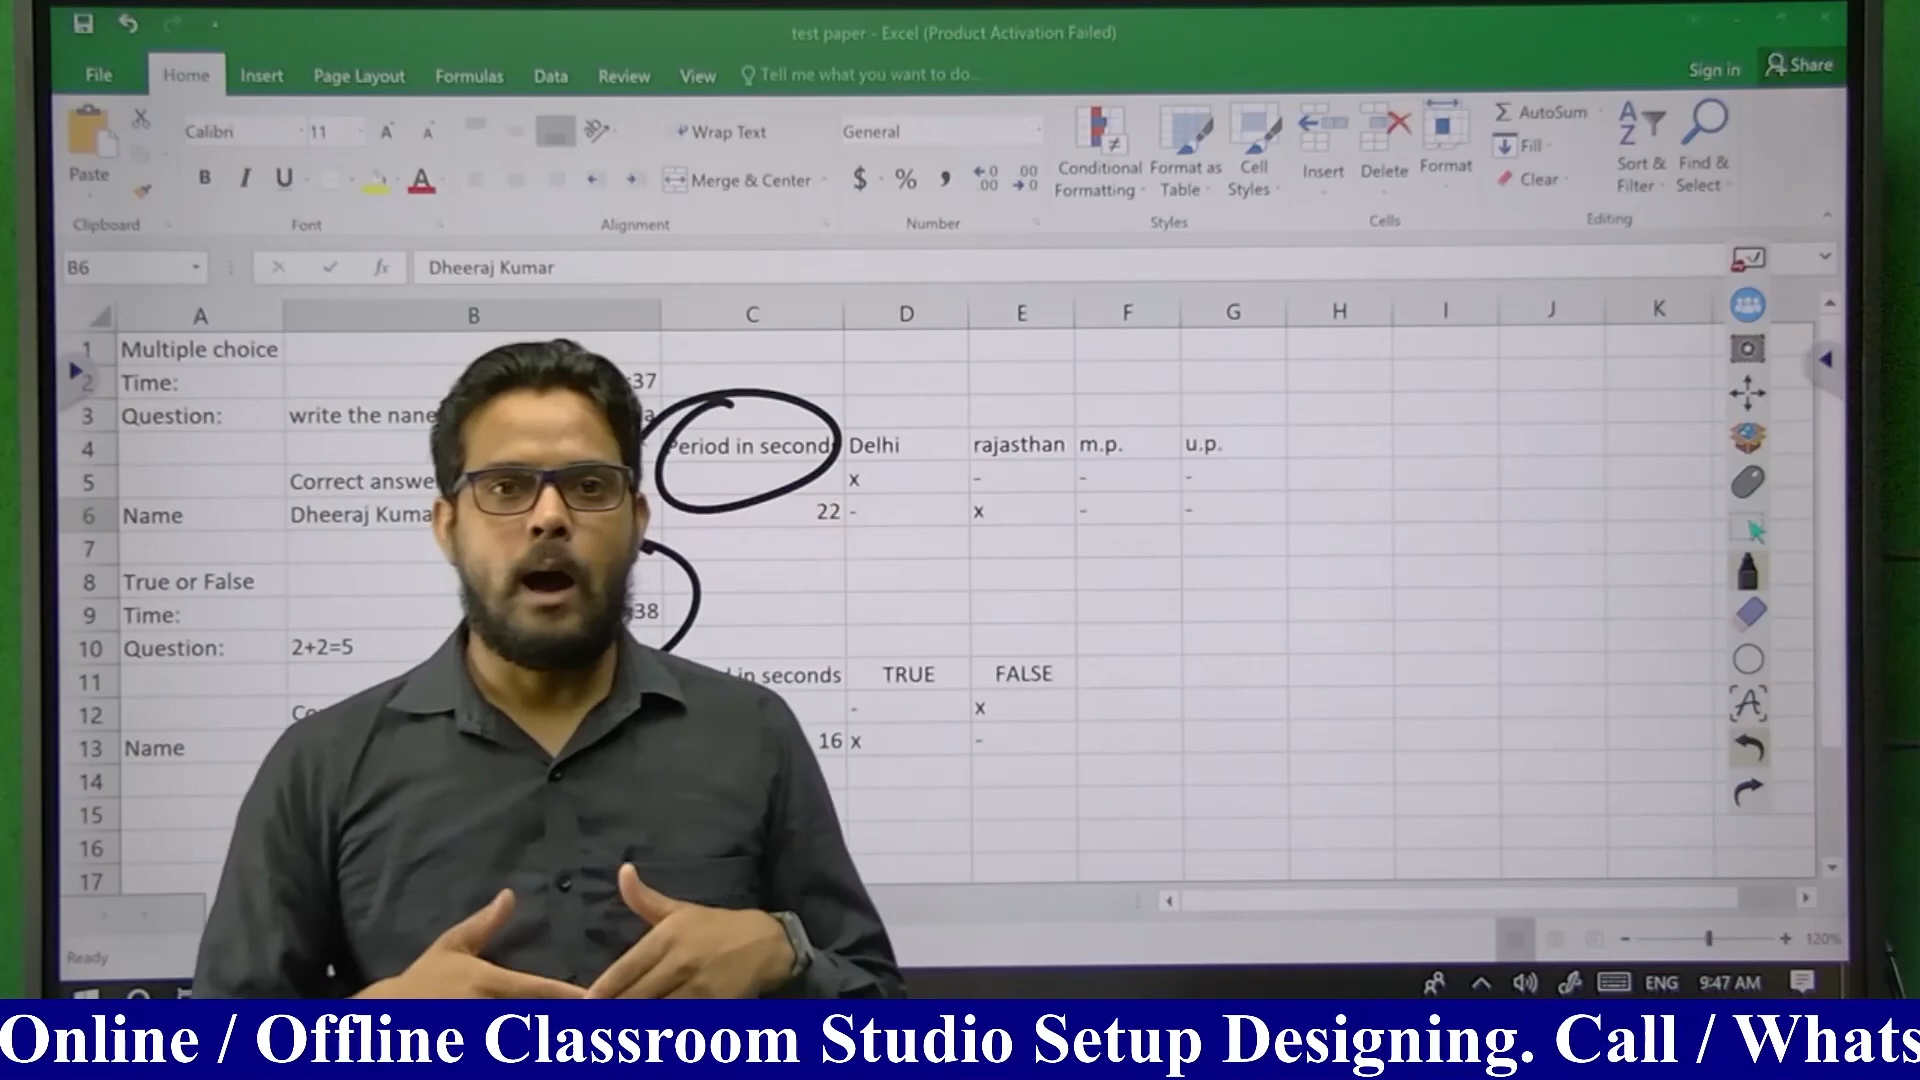 test paper - Excel (Product Activation Failed)
File Home Insert Page Layout Formulas Data Review View Tell me what you want to do... Sign in Share
Calibri 11 Wrap Text General AutoSum
Fill
Paste B I U A Merge & Center $ % , Conditional Formatting Format as Table Cell Styles Insert Delete Format Clear Sort & Filter Find & Select
Clipboard Font Alignment Number Styles Cells Editing
B6 fx Dheeraj Kumar
A B C D E F G H I J K
1 Multiple choice
2 Time: :37
3 Question: write the
4 Period in seconds Delhi rajasthan m.p. u.p.
5 Correct x - - -
6 Name Dheeraj 22 - x - -
7
8 True or False
9 Time: 38
10 Question: 2+2=5
11 in seconds TRUE FALSE
12 - x
13 Name 16 x -
14
15
16
17
Ready 120%
ENG 9:47 AM
Online / Offline Classroom Studio Setup Designing. Call / Whats